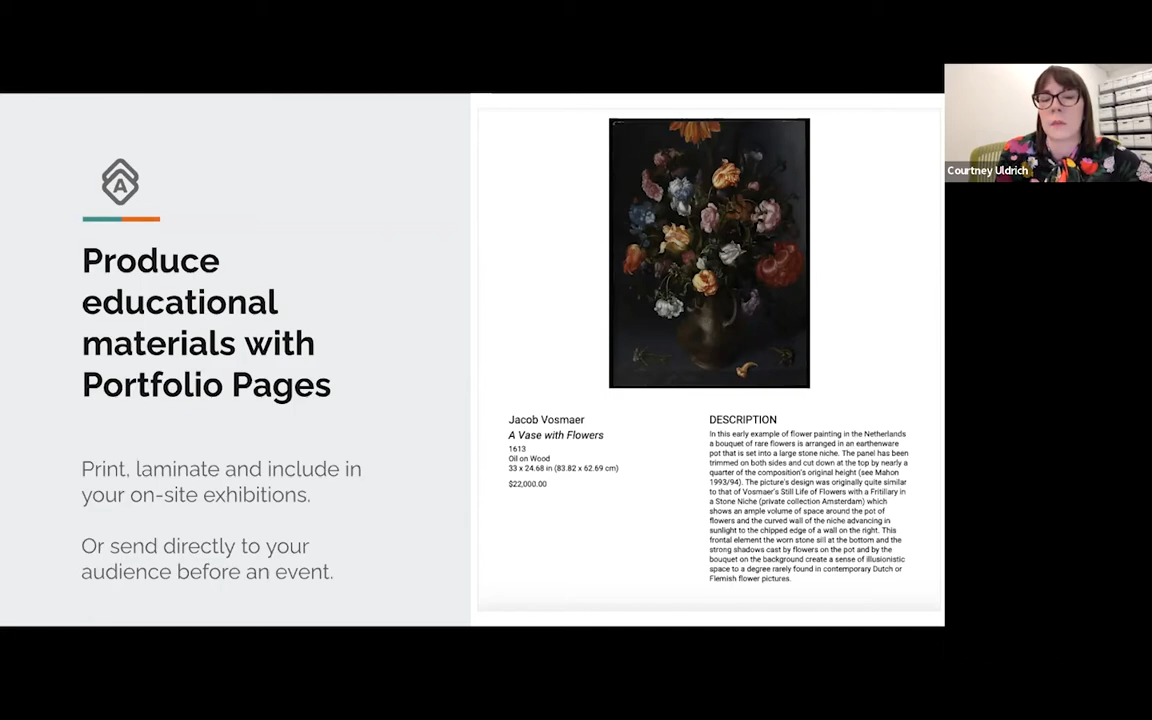 A
Produce
educational
materials with
Portfolio Pages
Print, laminate and include in
your on-site exhibitions.
Or send directly to your
audience before an event.
Jacob Vosmaer
A Vase with Flowers
1613
Oil on Wood
33 x 24.68 in (83.82 x 62.69 cm)
$22,000.00
DESCRIPTION
In this early example of flower painting in the Netherlands
a bouquet of rare flowers is arranged in an earthenware
pot that is set into a large stone niche. The panel has been
trimmed on both sides and cut down at the top by nearly a
quarter of the composition's original height (see Mahon
1993/94). The picture's design was originally quite similar
to that of Vosmaer's Still Life of Flowers with a Fritillary in
a Stone Niche (private collection Amsterdam) which
shows an ample volume of space around the pot of
flowers and the curved wall of the niche advancing in
sunlight to the chipped edge of a wall on the right. This
frontal element the worn stone sill at the bottom and the
strong shadows cast by flowers on the pot and by the
bouquet on the background create a sense of illusionistic
space to a degree rarely found in contemporary Dutch or
Flemish flower pictures.
Courtney Uldrich